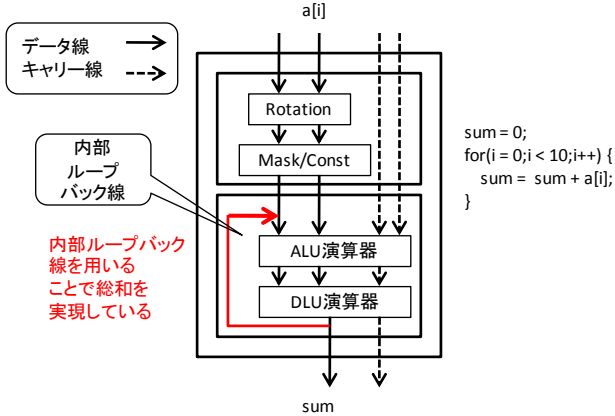 a[i]
データ線
キャリー線
Rotation
Mask/Const
内部
ループ
バック線
sum = 0;
for(i = 0;i < 10;i++) {
sum = sum + a[i];
}
内部ループバック
線を用いる
ことで総和を
実現している
ALU演算器
DLU演算器
sum